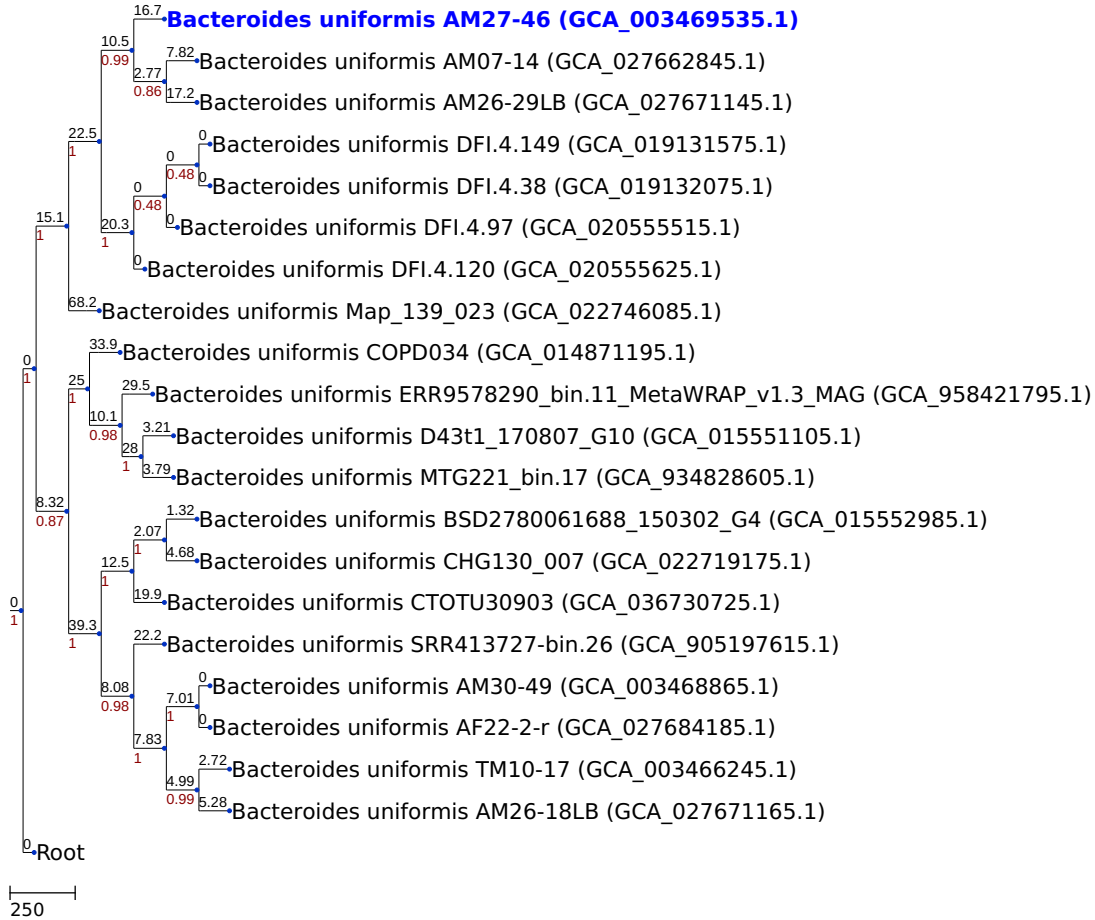 16.7 Bacteroides uniformis AM27-46 (GCA_003469535.1)
10.5
0.99
7.82 Bacteroides uniformis AM07-14 (GCA_027662845.1)
2.77
0.86
17.2 Bacteroides uniformis AM26-29LB (GCA_027671145.1)
22.5
1
0 Bacteroides uniformis DFI.4.149 (GCA_019131575.1)
0
0.48
0 Bacteroides uniformis DFI.4.38 (GCA_019132075.1)
0
0.48
0 Bacteroides uniformis DFI.4.97 (GCA_020555515.1)
15.1
1
20.3
1
0 Bacteroides uniformis DFI.4.120 (GCA_020555625.1)
68.2 Bacteroides uniformis Map_139_023 (GCA_022746085.1)
33.9 Bacteroides uniformis COPD034 (GCA_014871195.1)
0
1
25
1
29.5 Bacteroides uniformis ERR9578290_bin.11_MetaWRAP_v1.3_MAG (GCA_958421795.1)
10.1
0.98
3.21 Bacteroides uniformis D43t1_170807_G10 (GCA_015551105.1)
28
1
3.79 Bacteroides uniformis MTG221_bin.17 (GCA_934828605.1)
8.32
0.87
1.32 Bacteroides uniformis BSD2780061688_150302_G4 (GCA_015552985.1)
2.07
1
4.68 Bacteroides uniformis CHG130_007 (GCA_022719175.1)
12.5
1
19.9 Bacteroides uniformis CTOTU30903 (GCA_036730725.1)
0
1
39.3
1
22.2 Bacteroides uniformis SRR413727-bin.26 (GCA_905197615.1)
8.08
0.98
0 Bacteroides uniformis AM30-49 (GCA_003468865.1)
7.01
1
0 Bacteroides uniformis AF22-2-r (GCA_027684185.1)
7.83
1
2.72 Bacteroides uniformis TM10-17 (GCA_003466245.1)
4.99
0.99
5.28 Bacteroides uniformis AM26-18LB (GCA_027671165.1)
0 Root
250